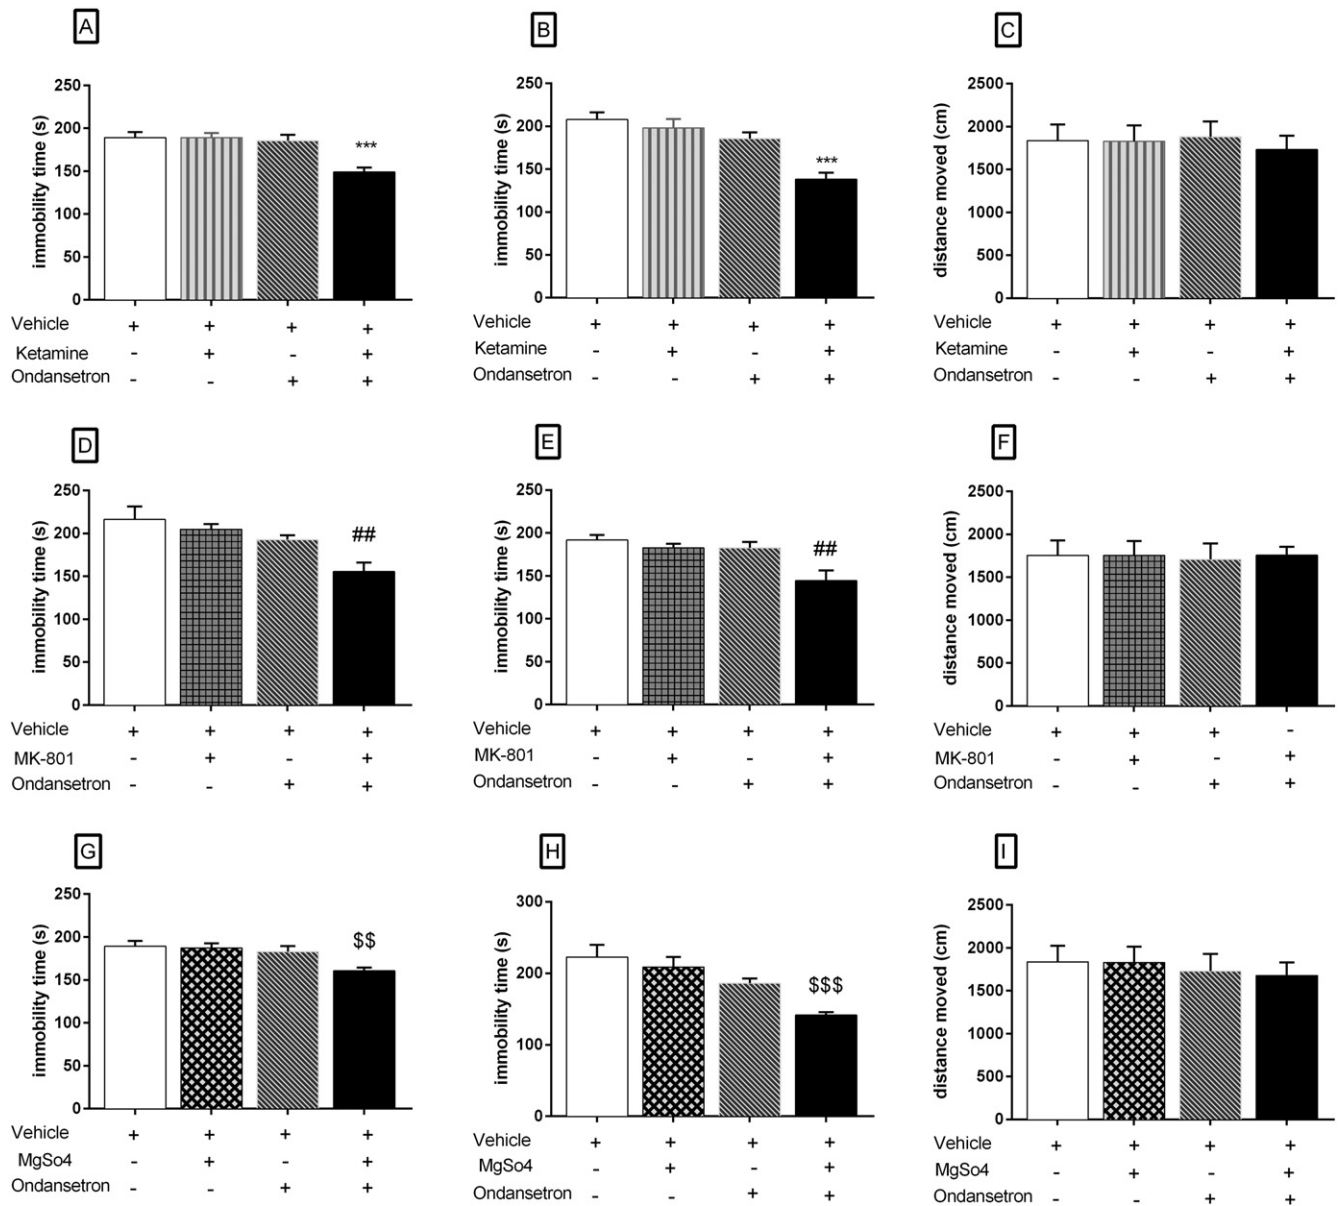 A
immobility time (s)
250
200
150
100
50
0
***
Vehicle + + + +
Ketamine - + - +
Ondansetron - - + +
B
immobility time (s)
250
200
150
100
50
0
***
Vehicle + + + +
Ketamine - + - +
Ondansetron - - + +
C
distance moved (cm)
2500
2000
1500
1000
500
0
Vehicle + + + +
Ketamine - + - +
Ondansetron - - + +
D
immobility time (s)
250
200
150
100
50
0
##
Vehicle + + + +
MK-801 - + - +
Ondansetron - - + +
E
immobility time (s)
250
200
150
100
50
0
##
Vehicle + + + +
MK-801 - + - +
Ondansetron - - + +
F
distance moved (cm)
2500
2000
1500
1000
500
0
Vehicle + + + -
MK-801 - + - +
Ondansetron - - + +
G
immobility time (s)
250
200
150
100
50
0
$$
Vehicle + + + +
MgSo4 - + - +
Ondansetron - - + +
H
immobility time (s)
300
200
100
0
$$$
Vehicle + + + +
MgSo4 - + - +
Ondansetron - - + +
I
distance moved (cm)
2500
2000
1500
1000
500
0
Vehicle + + + +
MgSo4 - + - +
Ondansetron - - + +